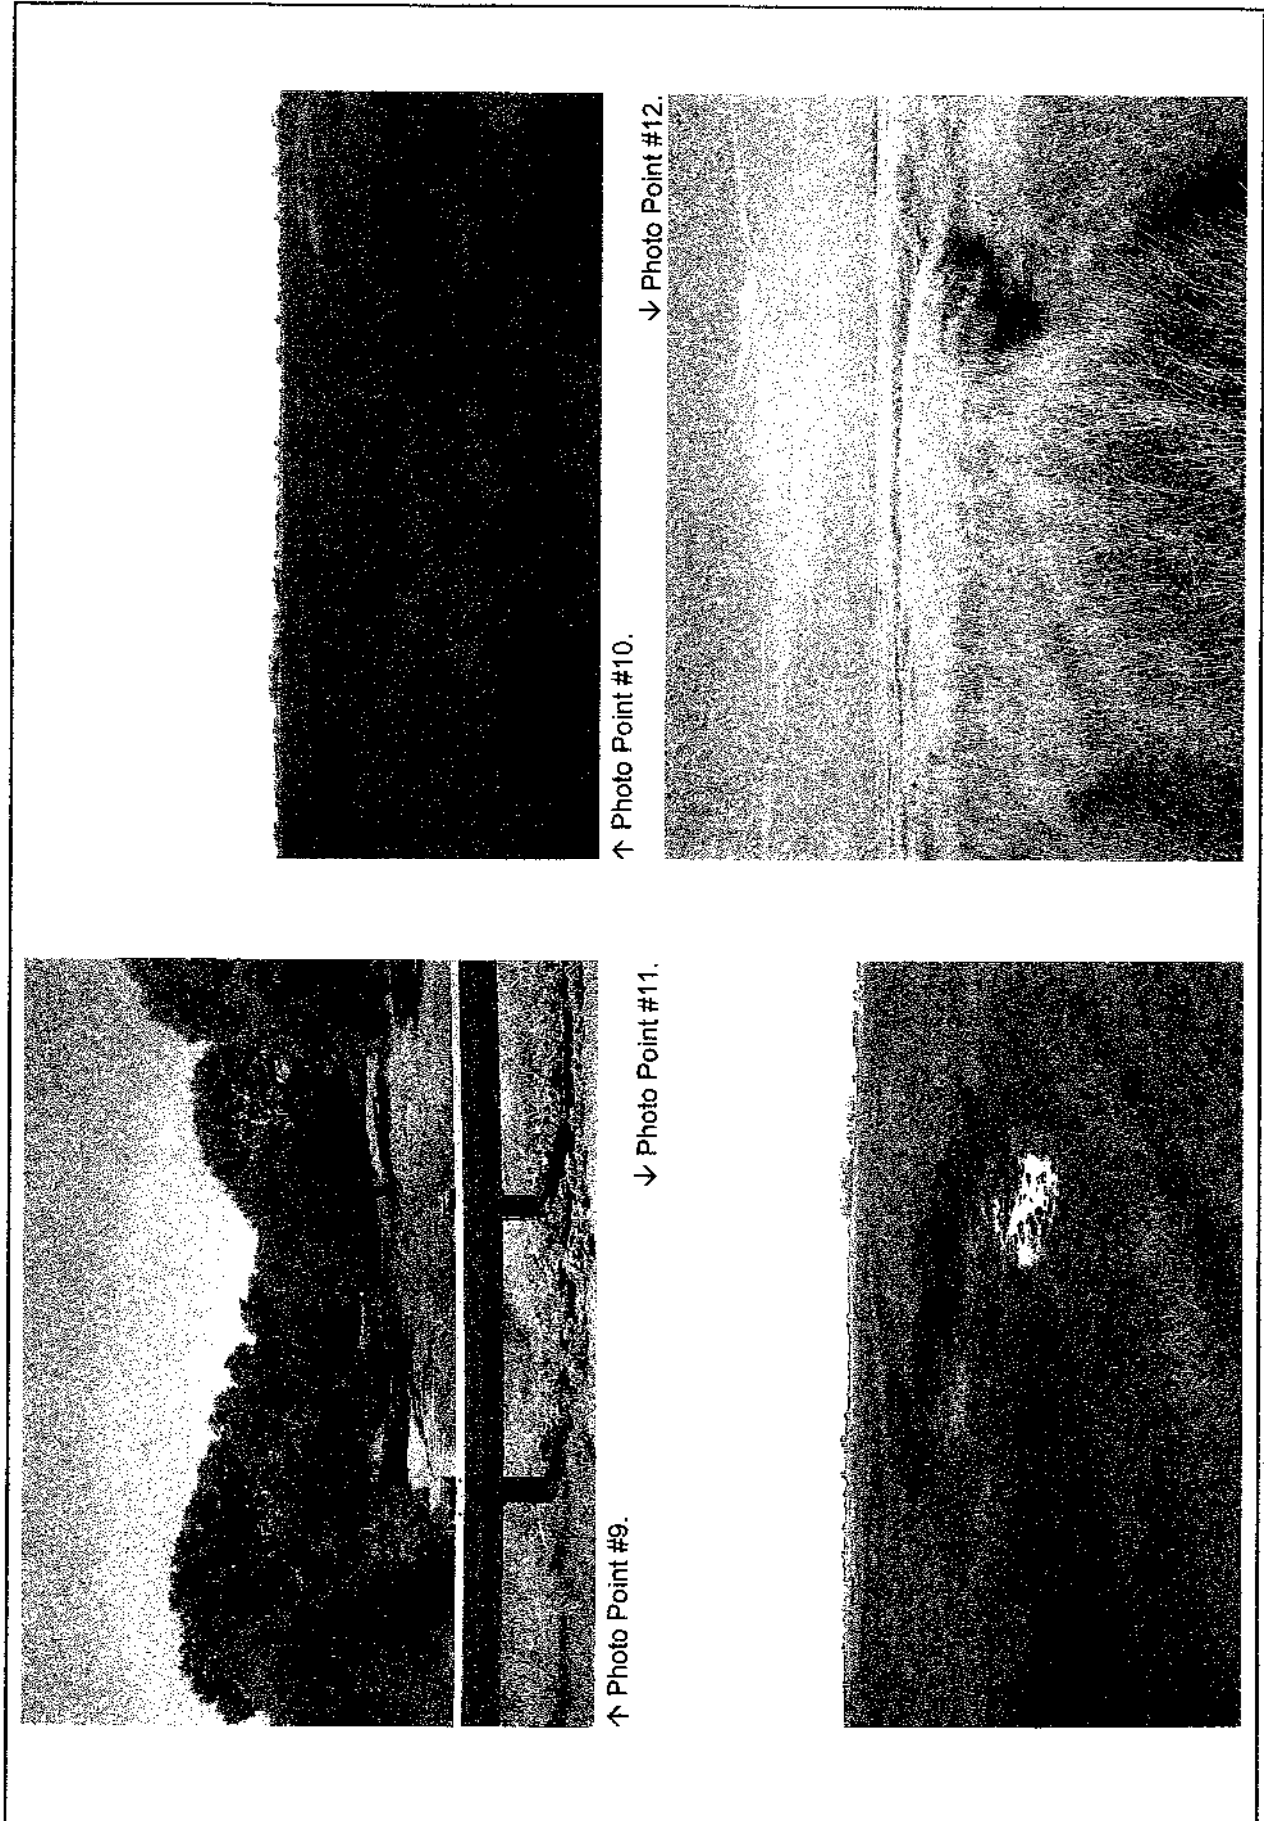 ↑ Photo Point #9.
↑ Photo Point #10.
↓ Photo Point #11.
↓ Photo Point #12.